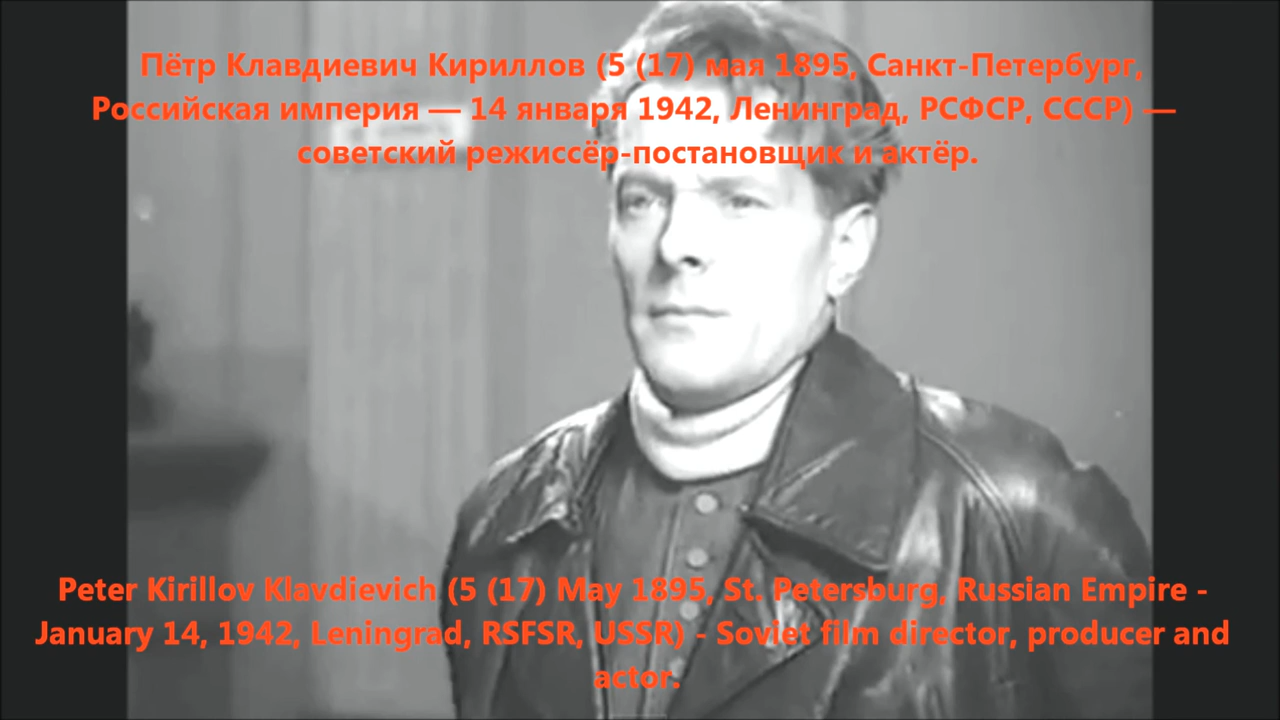 Пётр Клавдиевич Кириллов (5 (17) мая 1895, Санкт-Петербург,
Российская империя — 14 января 1942, Ленинград, РСФСР, СССР) —
советский режиссёр-постановщик и актёр.
Peter Kirillov Klavdievich (5 (17) May 1895, St. Petersburg, Russian Empire -
January 14, 1942, Leningrad, RSFSR, USSR) - Soviet film director, producer and
actor.